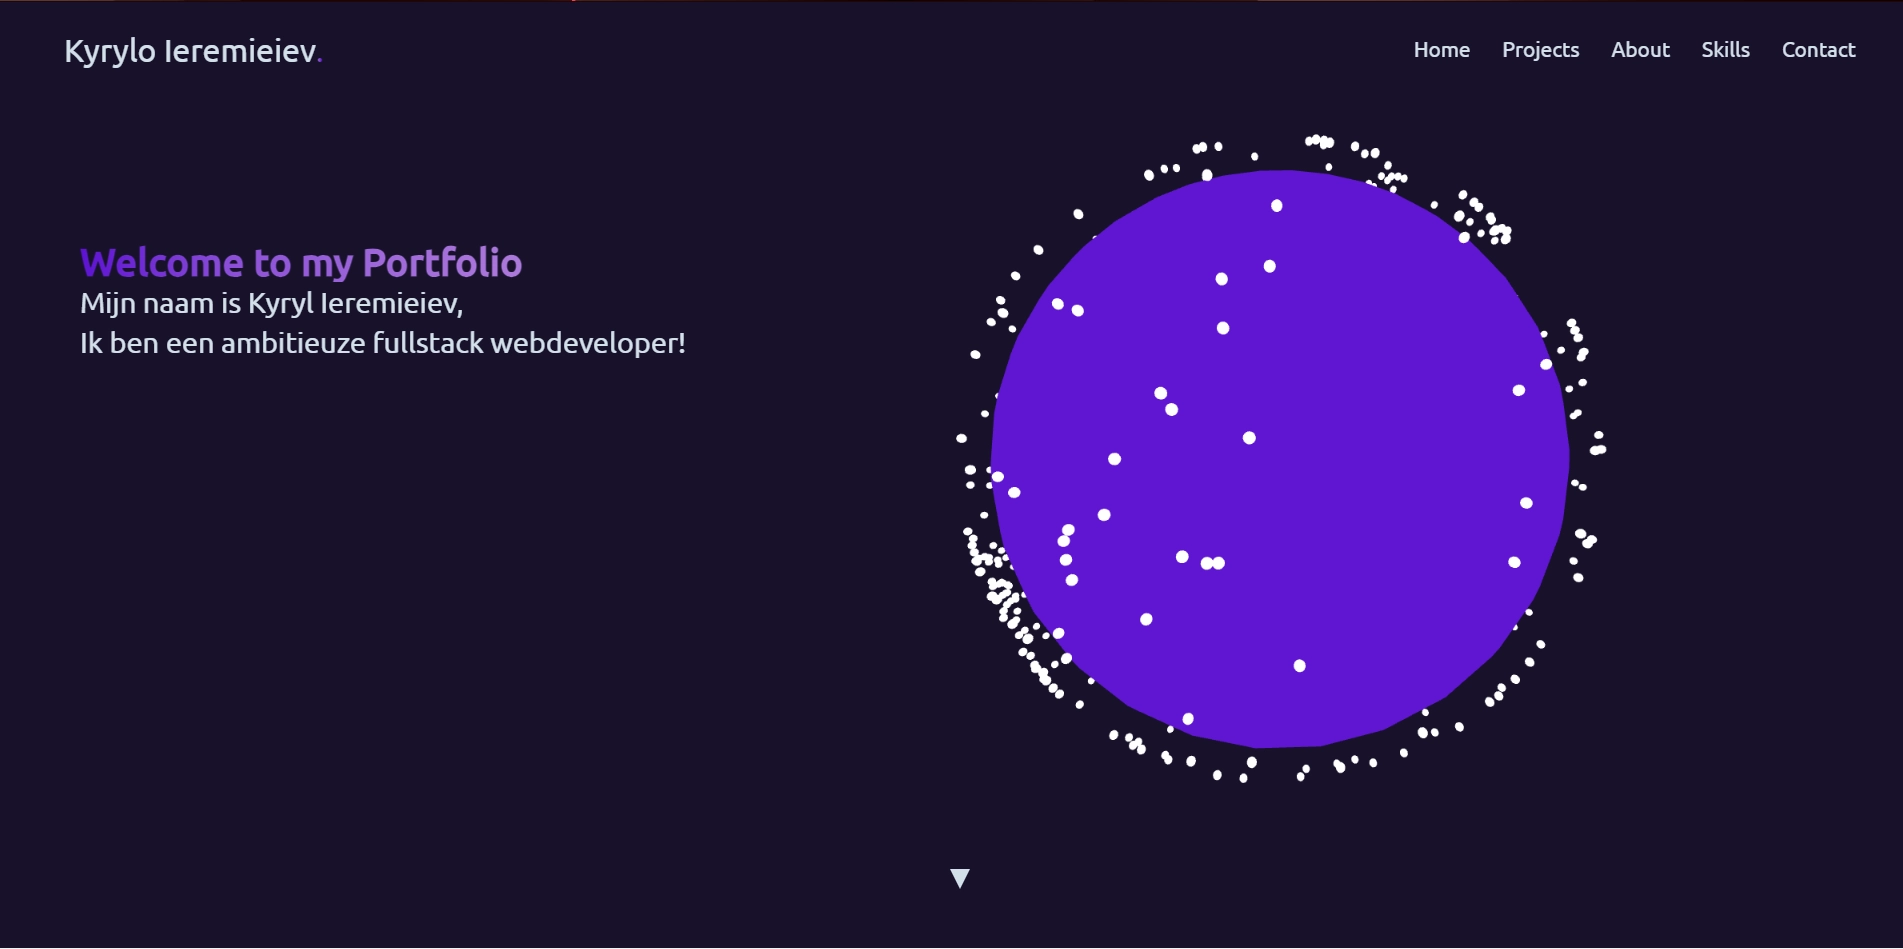 Kyrylo Ieremieiev.
Home Projects About Skills Contact
Welcome to my Portfolio
Mijn naam is Kyryl Ieremieiev,
Ik ben een ambitieuze fullstack webdeveloper!